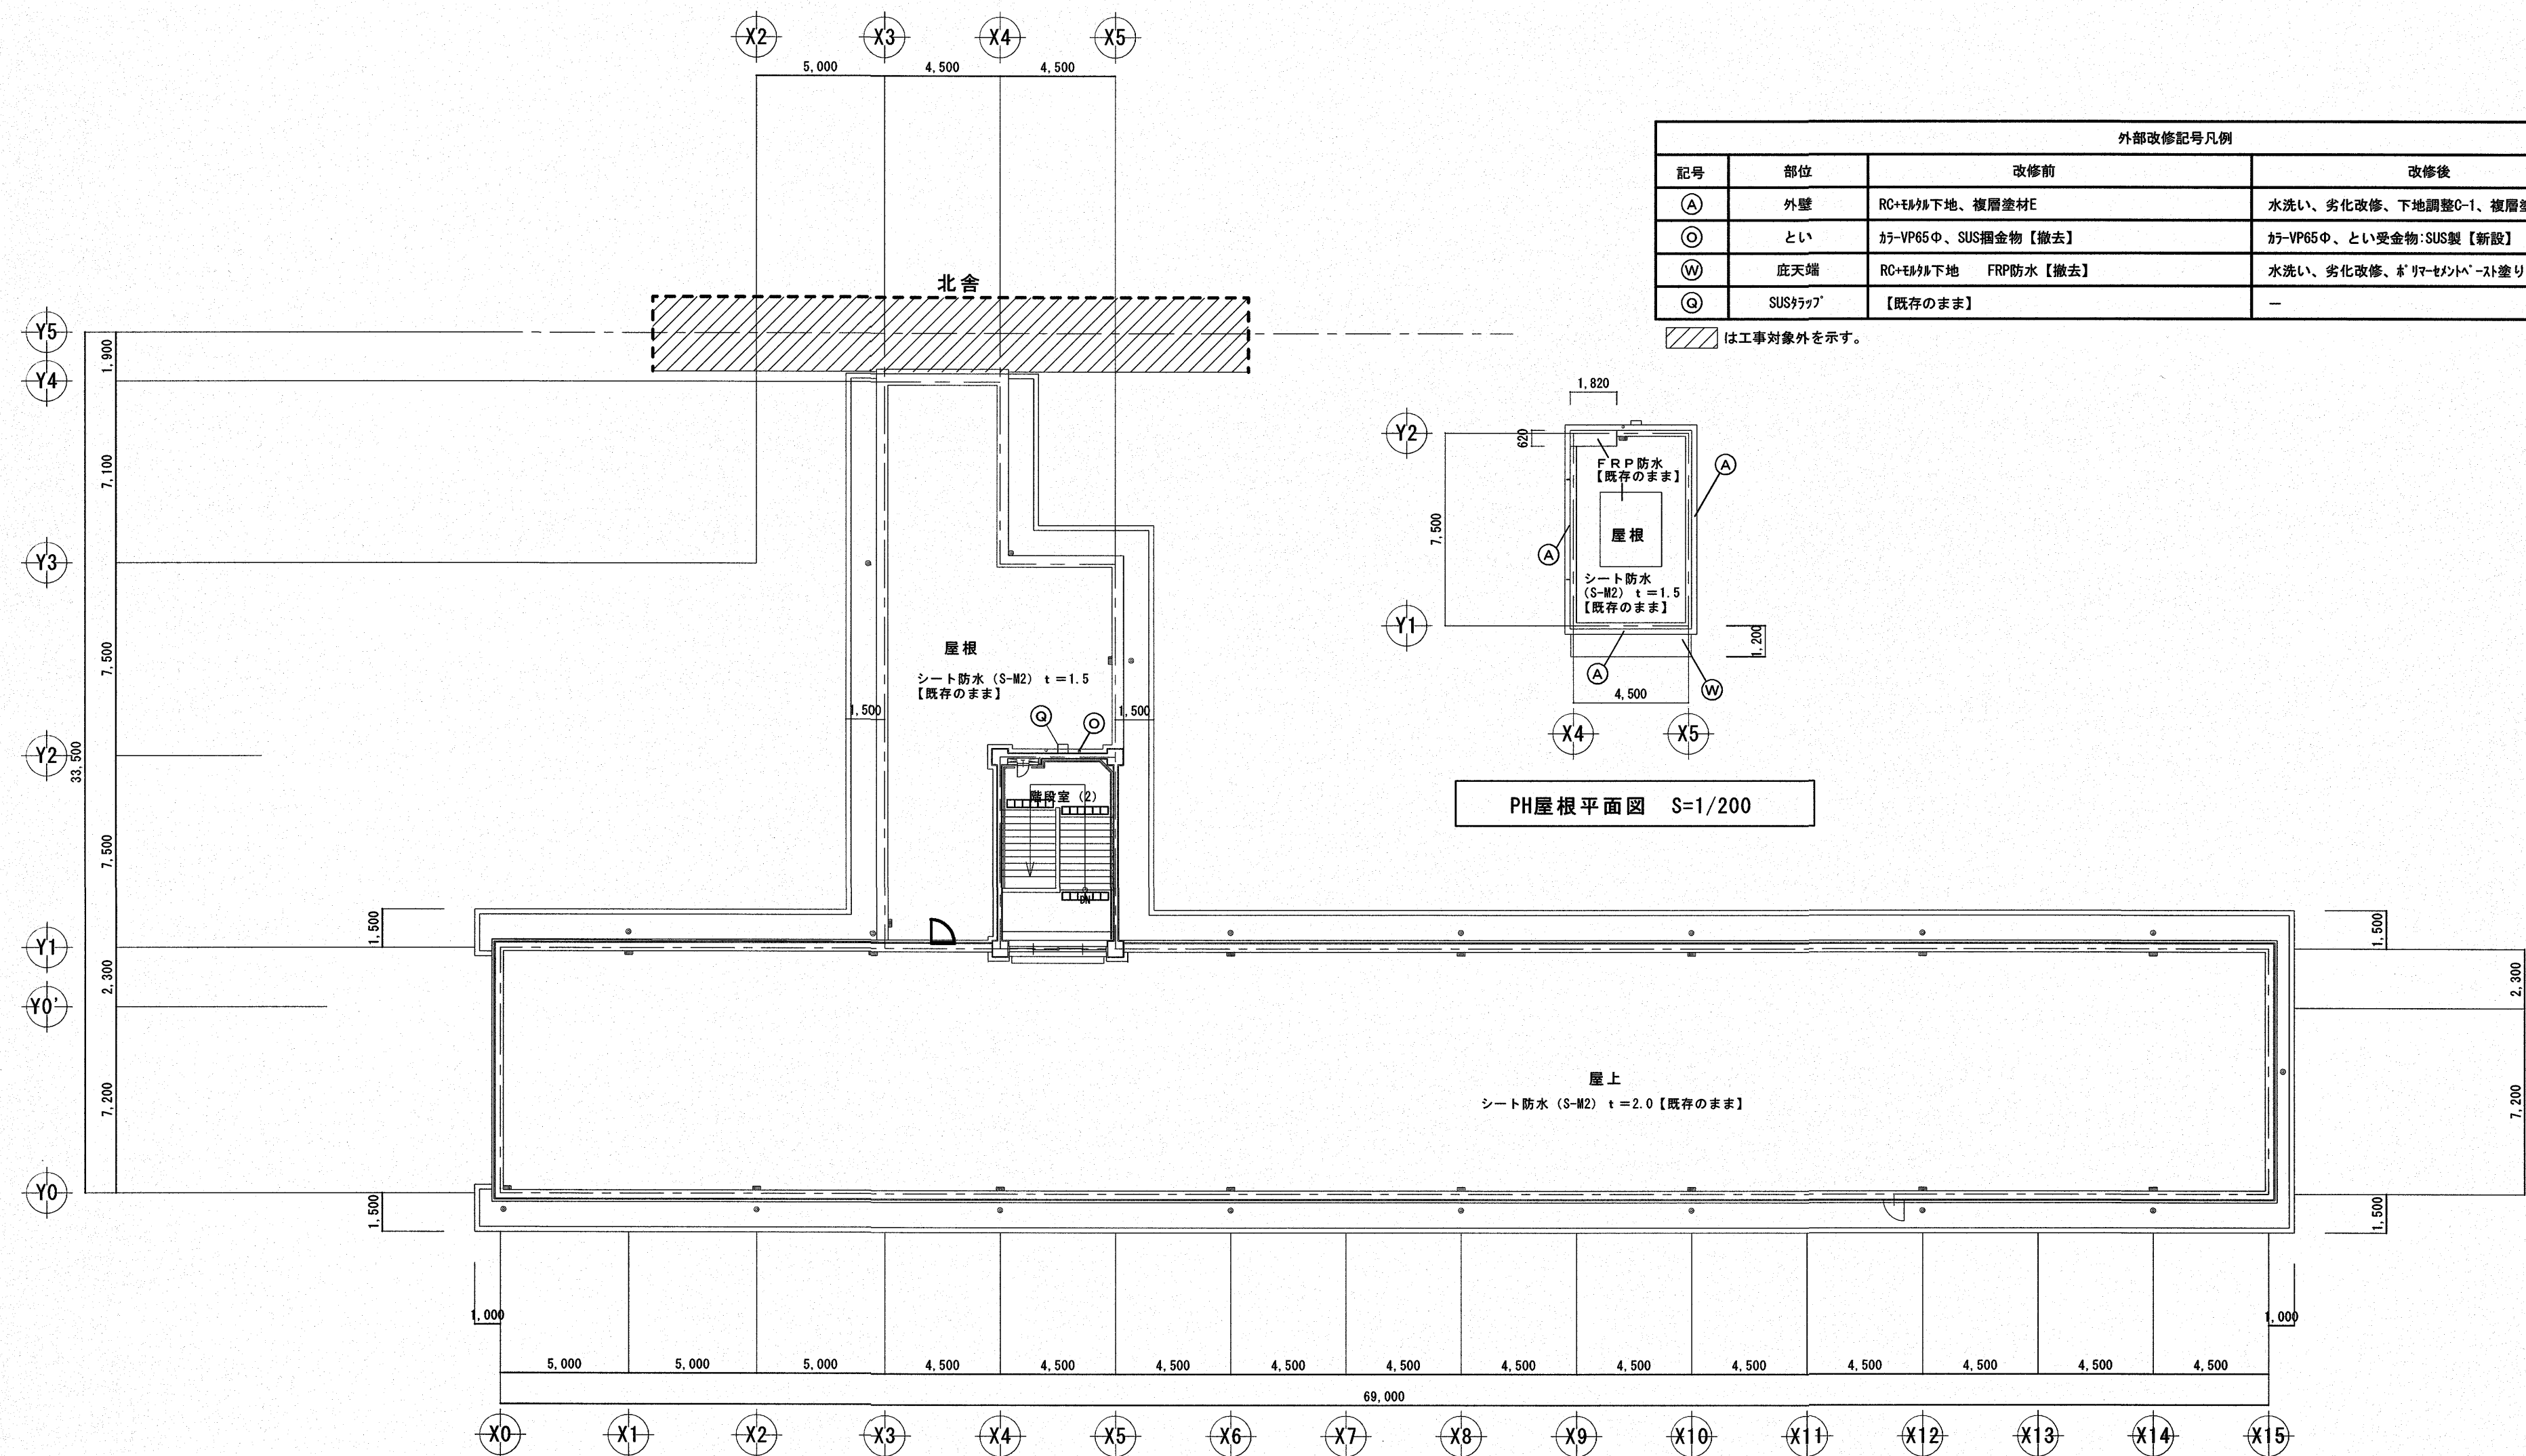 X2 X3 X4 X5
5,000 4,500 4,500
外部改修記号凡例
記号 部位 改修前 改修後
A 外壁 RC+ﾓﾙﾀﾙ下地、複層塗材E 水洗い、劣化改修、下地調整C-1、複層塗
O とい ｶﾗｰVP65Φ、SUS掴金物【撤去】 ｶﾗｰVP65Φ、とい受金物:SUS製【新設】
W 庇天端 RC+ﾓﾙﾀﾙ下地 FRP防水【撤去】 水洗い、劣化改修、ﾎﾟﾘﾏｰｾﾒﾝﾄﾍﾟｰｽﾄ塗り
Q SUSﾀﾗｯﾌﾟ 【既存のまま】 ―
は工事対象外を示す。
北舎
Y5
1,900
Y4
7,100
Y3
7,500
Y2
33,500
7,500
Y1
2,300
Y0'
7,200
Y0
1,820
Y2
620
FRP防水
【既存のまま】
A
7,500
屋根
A
シート防水
(S-M2) t=1.5
【既存のまま】
Y1
1,200
A
W
4,500
X4 X5
PH屋根平面図 S=1/200
屋根
シート防水 (S-M2) t=1.5
【既存のまま】
1,500 Q O 1,500
階段室 (2)
DN
1,500
1,500
2,300
屋上
シート防水 (S-M2) t=2.0【既存のまま】
7,200
1,500
1,500
1,000
1,000
5,000 5,000 5,000 4,500 4,500 4,500 4,500 4,500 4,500 4,500 4,500 4,500 4,500 4,500 4,500
69,000
X0 X1 X2 X3 X4 X5 X6 X7 X8 X9 X10 X11 X12 X13 X14 X15